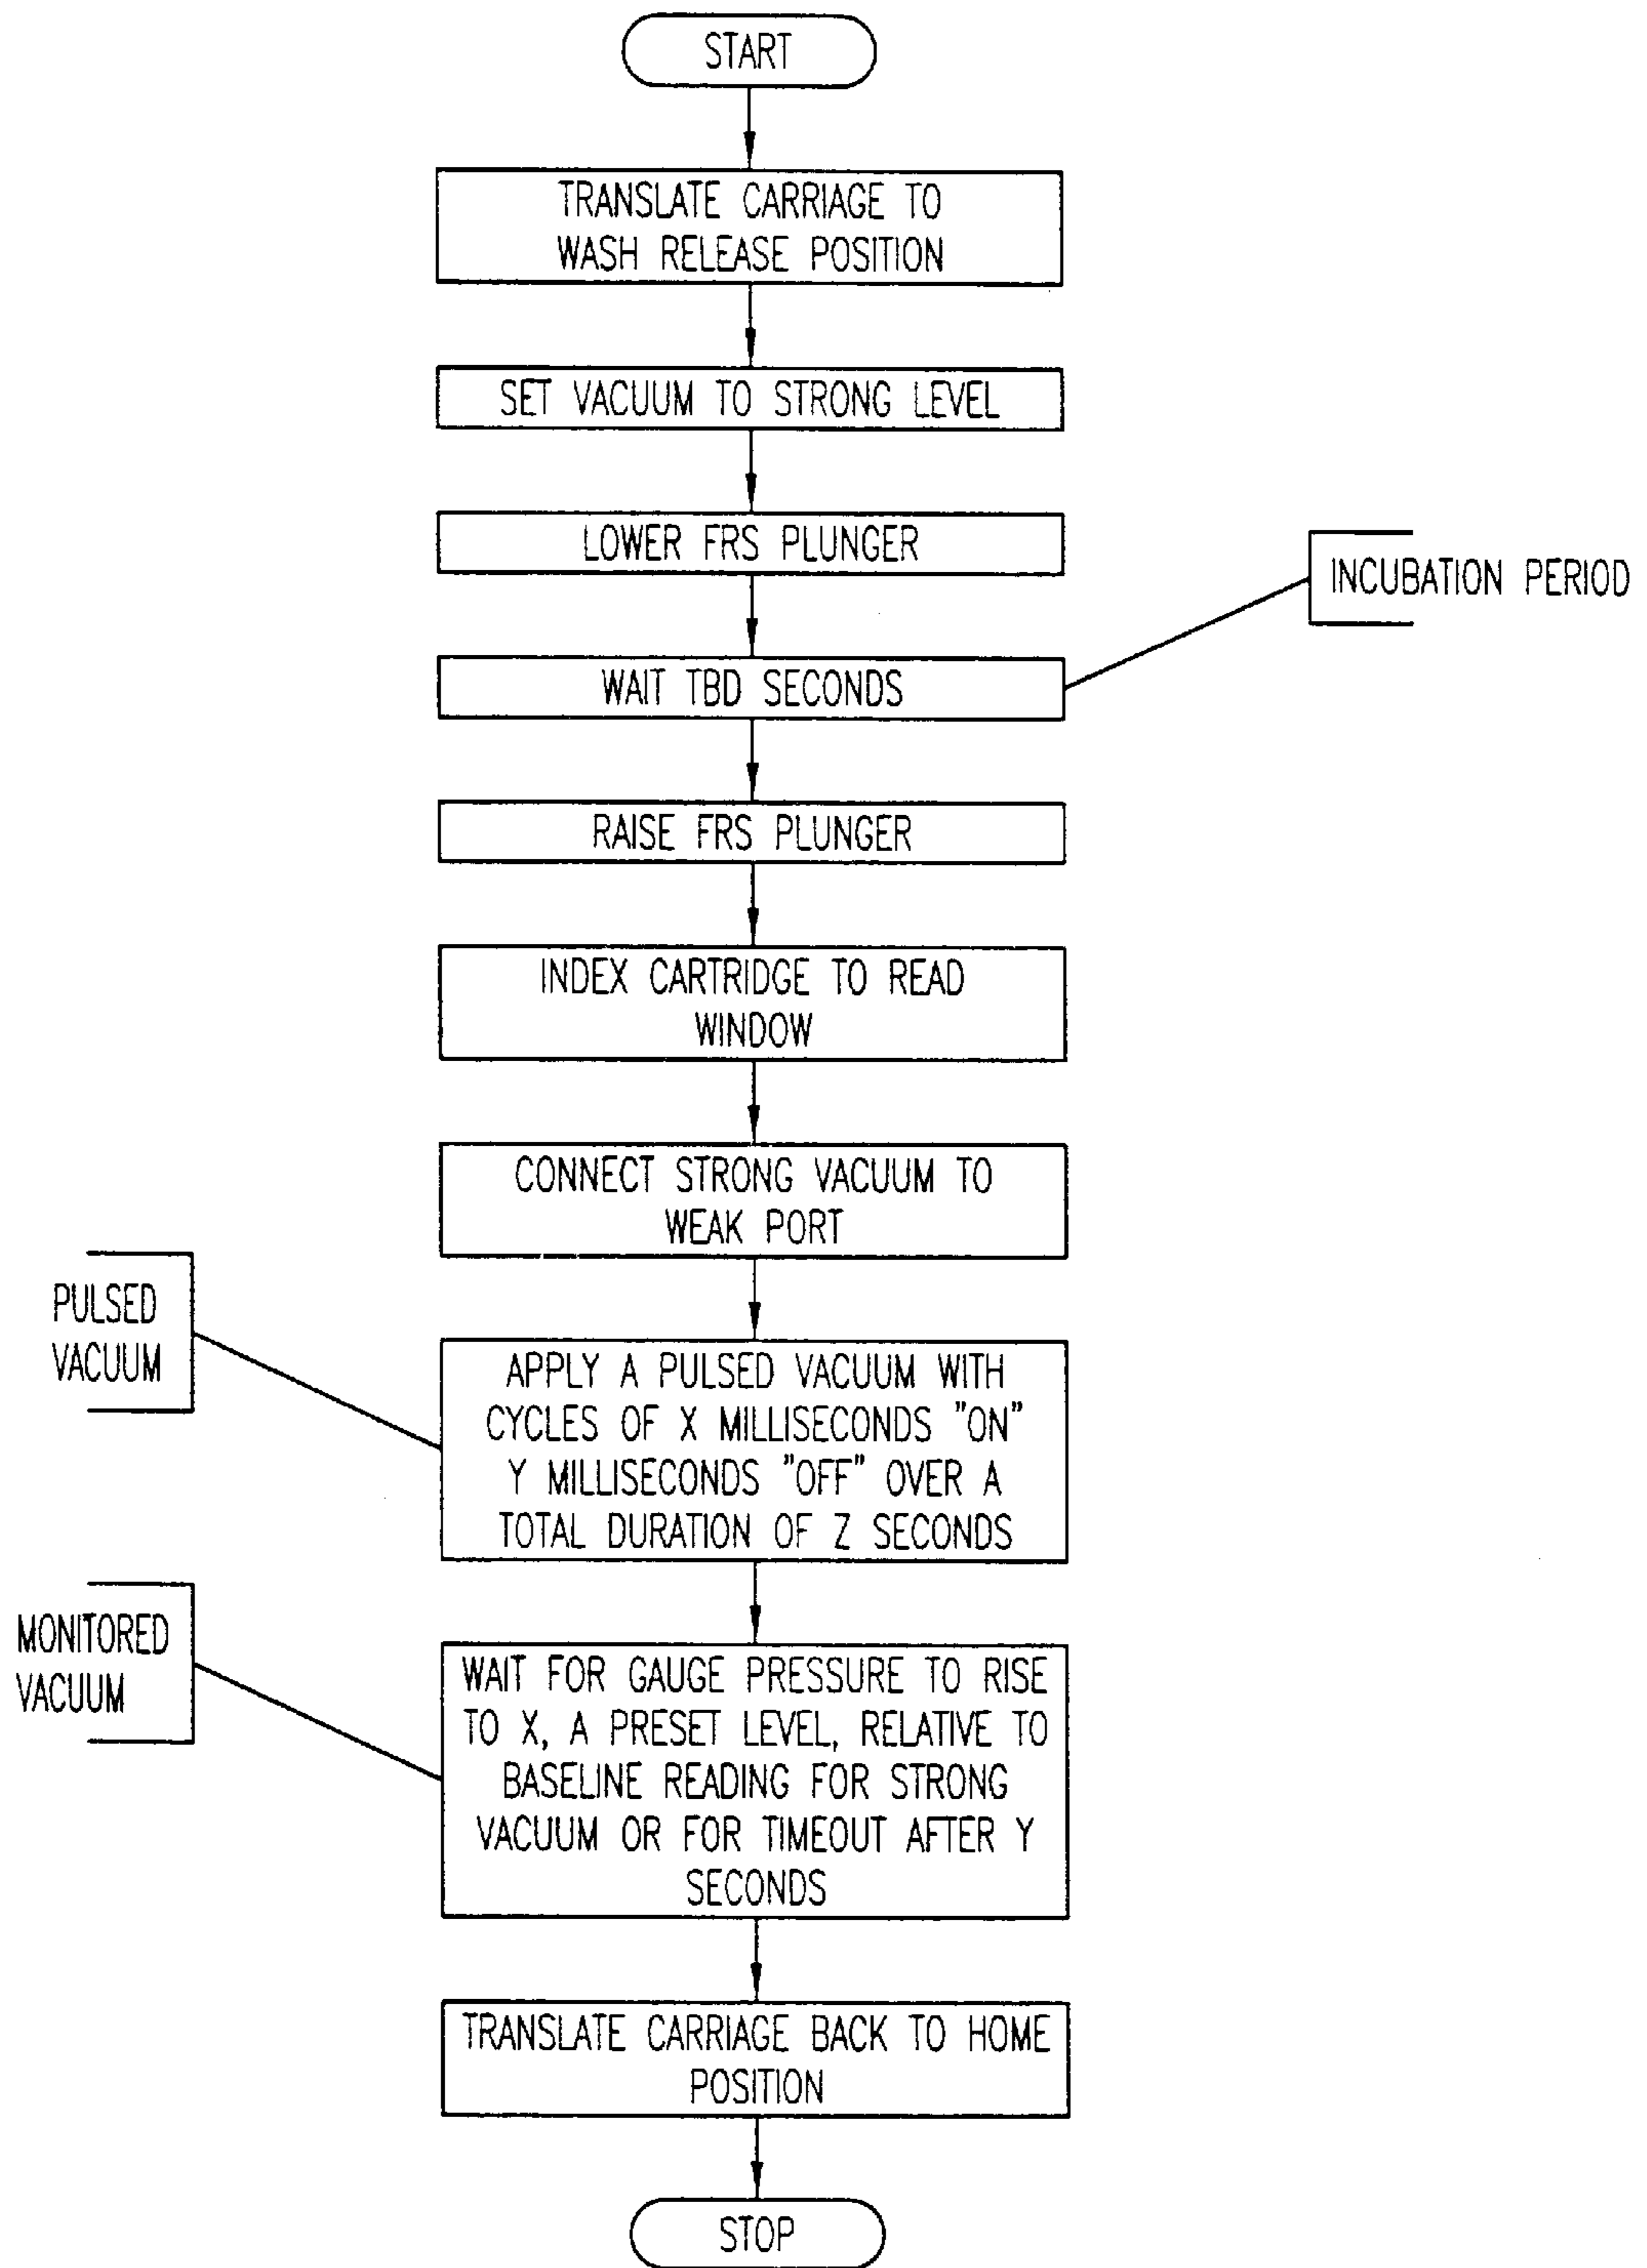 START
TRANSLATE CARRIAGE TO
WASH RELEASE POSITION
SET VACUUM TO STRONG LEVEL
LOWER FRS PLUNGER
INCUBATION PERIOD
WAIT TBD SECONDS
RAISE FRS PLUNGER
INDEX CARTRIDGE TO READ
WINDOW
CONNECT STRONG VACUUM TO
WEAK PORT
PULSED
VACUUM
APPLY A PULSED VACUUM WITH
CYCLES OF X MILLISECONDS "ON"
Y MILLISECONDS "OFF" OVER A
TOTAL DURATION OF Z SECONDS
MONITORED
VACUUM
WAIT FOR GAUGE PRESSURE TO RISE
TO X, A PRESET LEVEL, RELATIVE TO
BASELINE READING FOR STRONG
VACUUM OR FOR TIMEOUT AFTER Y
SECONDS
TRANSLATE CARRIAGE BACK TO HOME
POSITION
STOP